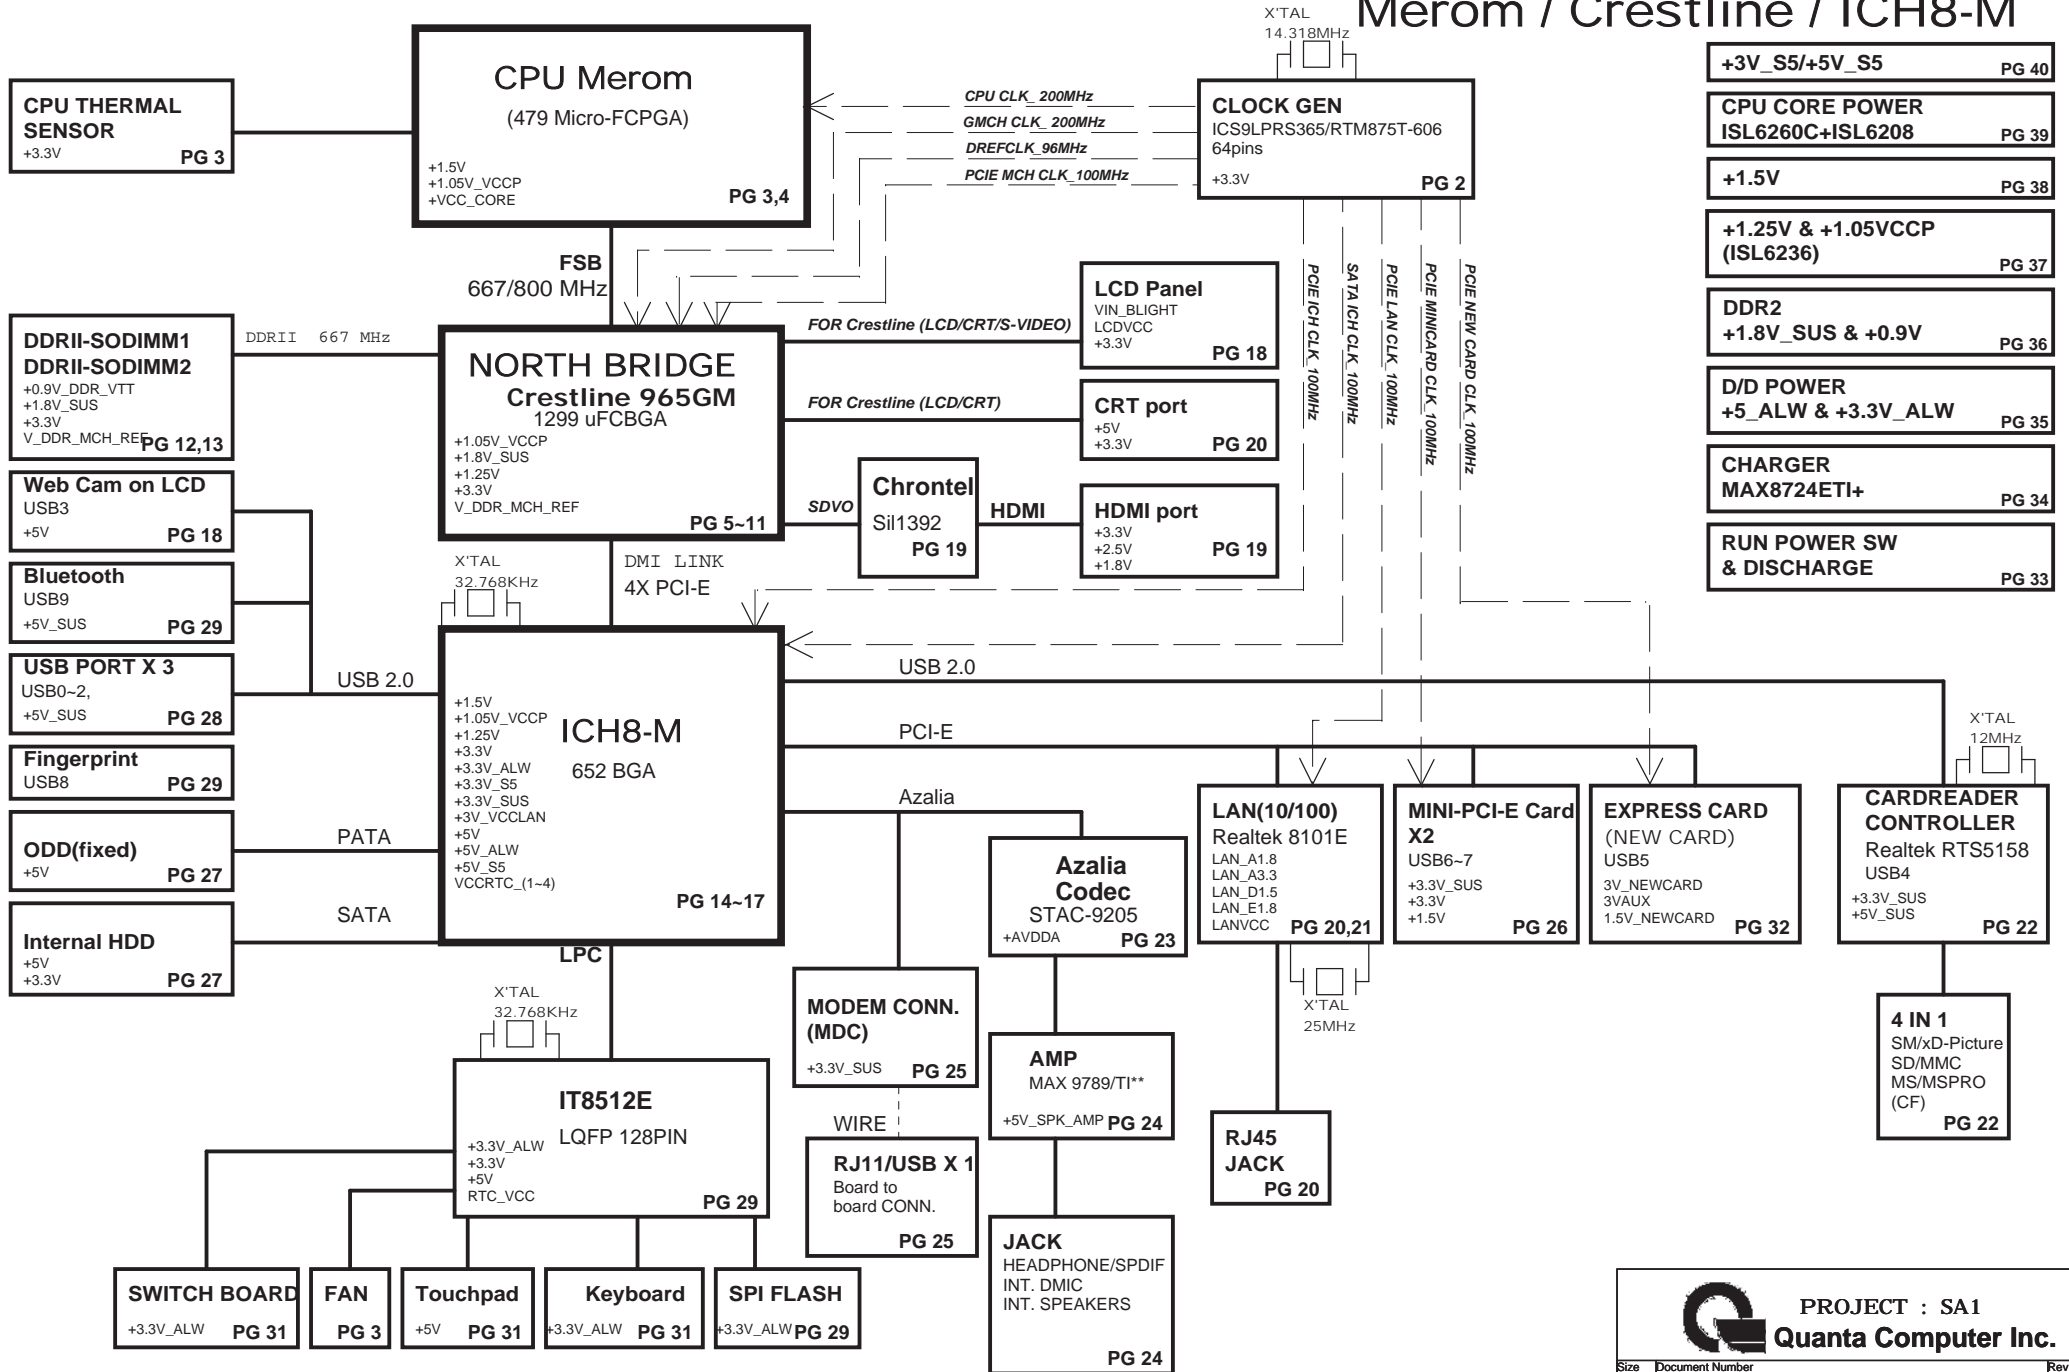 Merom / Crestline / ICH8-M
X'TAL
14.318MHz
CPU Merom
(479 Micro-FCPGA)
+1.5V
+1.05V_VCCP
+VCC_CORE
PG 3,4
CPU THERMAL
SENSOR
+3.3V
PG 3
CPU CLK_ 200MHz
GMCH CLK_ 200MHz
DREFCLK_96MHz
PCIE MCH CLK_100MHz
CLOCK GEN
ICS9LPRS365/RTM875T-606
64pins
+3.3V
PG 2
+3V_S5/+5V_S5
PG 40
CPU CORE POWER
ISL6260C+ISL6208
PG 39
+1.5V
PG 38
+1.25V & +1.05VCCP
(ISL6236)
PG 37
DDR2
+1.8V_SUS & +0.9V
PG 36
D/D POWER
+5_ALW & +3.3V_ALW
PG 35
CHARGER
MAX8724ETI+
PG 34
RUN POWER SW
& DISCHARGE
PG 33
FSB
667/800 MHz
DDRII-SODIMM1
DDRII-SODIMM2
+0.9V_DDR_VTT
+1.8V_SUS
+3.3V
V_DDR_MCH_REF
PG 12,13
DDRII 667 MHz
NORTH BRIDGE
Crestline 965GM
1299 uFCBGA
+1.05V_VCCP
+1.8V_SUS
+1.25V
+3.3V
V_DDR_MCH_REF
PG 5~11
FOR Crestline (LCD/CRT/S-VIDEO)
LCD Panel
VIN_BLIGHT
LCDVCC
+3.3V
PG 18
FOR Crestline (LCD/CRT)
CRT port
+5V
+3.3V
PG 20
SDVO
Chrontel
Sil1392
PG 19
HDMI
HDMI port
+3.3V
+2.5V
+1.8V
PG 19
PCIE ICH CLK_100MHz
SATA ICH CLK_100MHz
PCIE LAN CLK_100MHz
PCIE MINICARD CLK_100MHz
PCIE NEW CARD CLK_100MHz
Web Cam on LCD
USB3
+5V
PG 18
Bluetooth
USB9
+5V_SUS
PG 29
USB PORT X 3
USB0~2,
+5V_SUS
PG 28
Fingerprint
USB8
PG 29
ODD(fixed)
+5V
PG 27
Internal HDD
+5V
+3.3V
PG 27
USB 2.0
PATA
SATA
X'TAL
32.768KHz
DMI LINK
4X PCI-E
ICH8-M
652 BGA
+1.5V
+1.05V_VCCP
+1.25V
+3.3V
+3.3V_ALW
+3.3V_S5
+3.3V_SUS
+3V_VCCLAN
+5V
+5V_ALW
+5V_S5
VCCRTC_(1~4)
PG 14~17
USB 2.0
PCI-E
Azalia
LPC
LAN(10/100)
Realtek 8101E
LAN_A1.8
LAN_A3.3
LAN_D1.5
LAN_E1.8
LANVCC
PG 20,21
X'TAL
25MHz
MINI-PCI-E Card
X2
USB6~7
+3.3V_SUS
+3.3V
+1.5V
PG 26
EXPRESS CARD
(NEW CARD)
USB5
3V_NEWCARD
3VAUX
1.5V_NEWCARD
PG 32
X'TAL
12MHz
CARDREADER
CONTROLLER
Realtek RTS5158
USB4
+3.3V_SUS
+5V_SUS
PG 22
4 IN 1
SM/xD-Picture
SD/MMC
MS/MSPRO
(CF)
PG 22
Azalia
Codec
STAC-9205
+AVDDA
PG 23
MODEM CONN.
(MDC)
+3.3V_SUS
PG 25
WIRE
RJ11/USB X 1
Board to
board CONN.
PG 25
AMP
MAX 9789/TI**
+5V_SPK_AMP
PG 24
JACK
HEADPHONE/SPDIF
INT. DMIC
INT. SPEAKERS
PG 24
RJ45
JACK
PG 20
X'TAL
32.768KHz
IT8512E
LQFP 128PIN
+3.3V_ALW
+3.3V
+5V
RTC_VCC
PG 29
SWITCH BOARD
+3.3V_ALW
PG 31
FAN
PG 3
Touchpad
+5V
PG 31
Keyboard
+3.3V_ALW
PG 31
SPI FLASH
+3.3V_ALW
PG 29
PROJECT : SA1
Quanta Computer Inc.
Size
Document Number
Rev